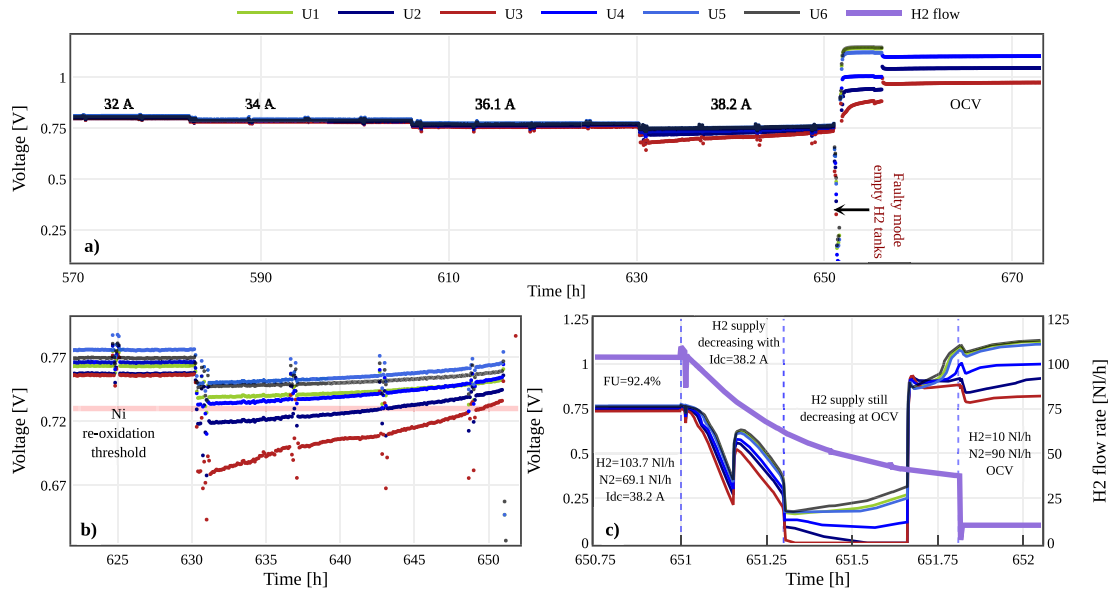 U1 U2 U3 U4 U5 U6 H2 flow
Voltage [V]
1
0.75
0.5
0.25
32 A 34 A 36.1 A 38.2 A OCV
Faulty mode
empty H2 tanks
a)
570 590 610 630 650 670
Time [h]
Voltage [V]
0.77
0.72
0.67
Ni
re-oxidation
threshold
b)
625 630 635 640 645 650
Time [h]
Voltage [V]
1.25
1
0.75
0.5
0.25
0
H2 supply
decreasing with
Idc=38.2 A
FU=92.4%
H2 supply still
decreasing at OCV
H2=103.7 Nl/h
N2=69.1 Nl/h
Idc=38.2 A
H2=10 Nl/h
N2=90 Nl/h
OCV
c)
125
100
75
50
25
0
H2 flow rate [Nl/h]
650.75 651 651.25 651.5 651.75 652
Time [h]